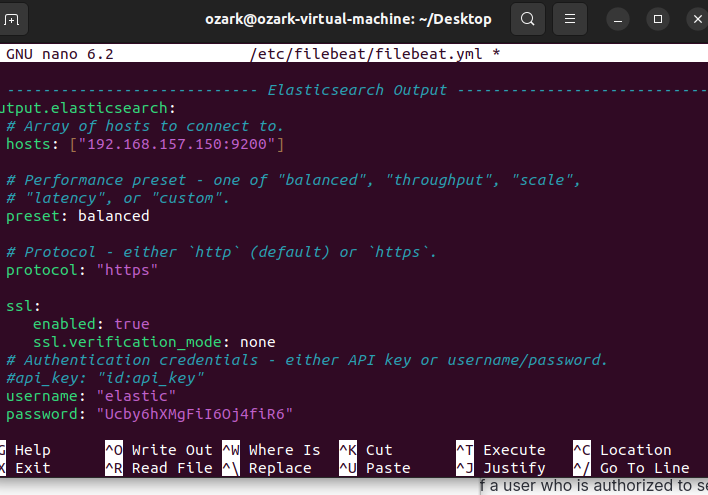 ozark@ozark-virtual-machine: ~/Desktop
GNU nano 6.2 /etc/filebeat/filebeat.yml *
---------------------------- Elasticsearch Output ----------------------------
utput.elasticsearch:
# Array of hosts to connect to.
hosts: ["192.168.157.150:9200"]
# Performance preset - one of "balanced", "throughput", "scale",
# "latency", or "custom".
preset: balanced
# Protocol - either `http` (default) or `https`.
protocol: "https"
ssl:
enabled: true
ssl.verification_mode: none
# Authentication credentials - either API key or username/password.
#api_key: "id:api_key"
username: "elastic"
password: "Ucby6hXMgFiI6Oj4fiR6"
G Help ^O Write Out ^W Where Is ^K Cut ^T Execute ^C Location
X Exit ^R Read File ^\ Replace ^U Paste ^J Justify ^/ Go To Line
f a user who is authorized to se